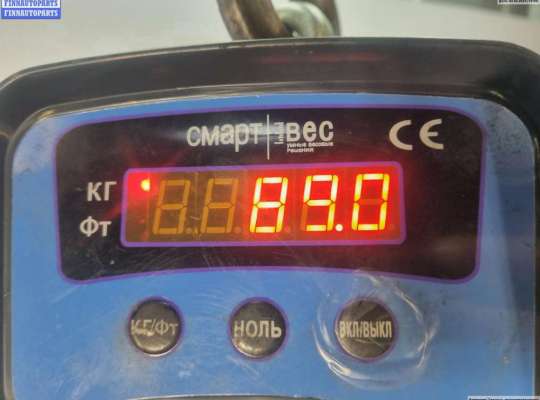 FINNAUTOPARTS
FINNAUTOPARTS
смарт вес
умные весовые
решения
CE
КГ
89.0
Фт
КГ/Фт
НОЛЬ
ВКЛ/ВЫКЛ